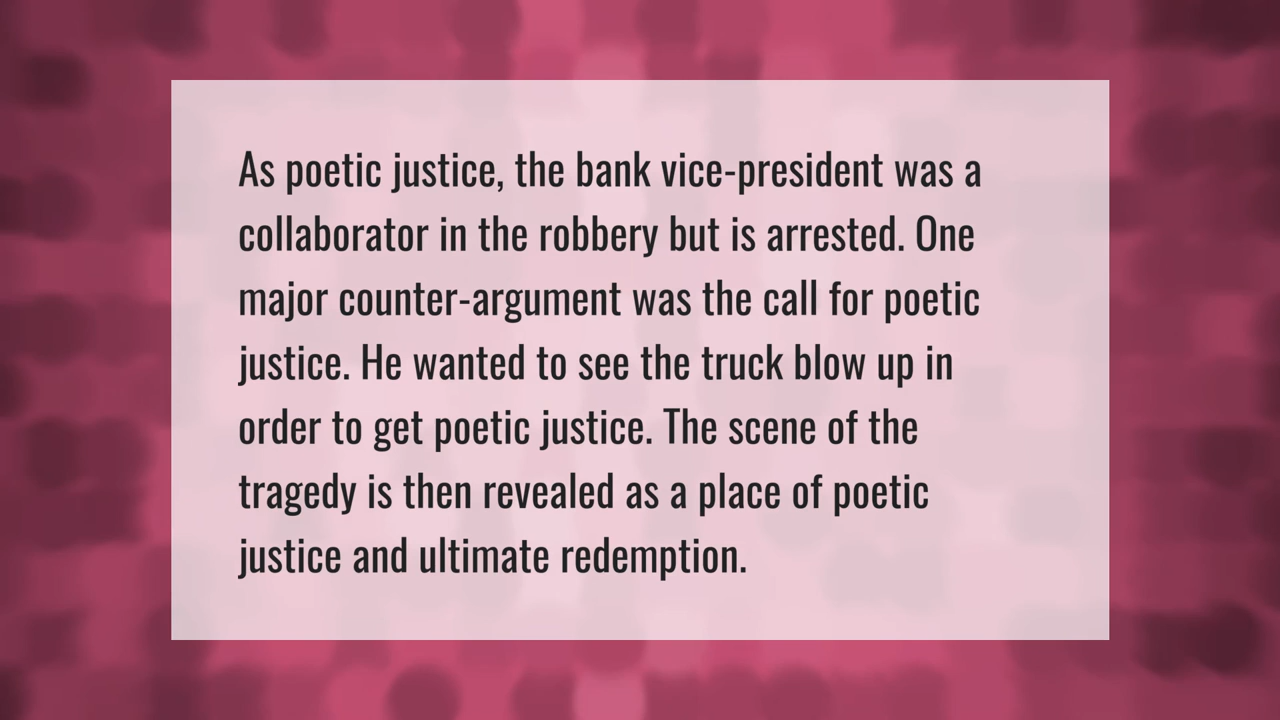 As poetic justice, the bank vice-president was a
collaborator in the robbery but is arrested. One
major counter-argument was the call for poetic
justice. He wanted to see the truck blow up in
order to get poetic justice. The scene of the
tragedy is then revealed as a place of poetic
justice and ultimate redemption.